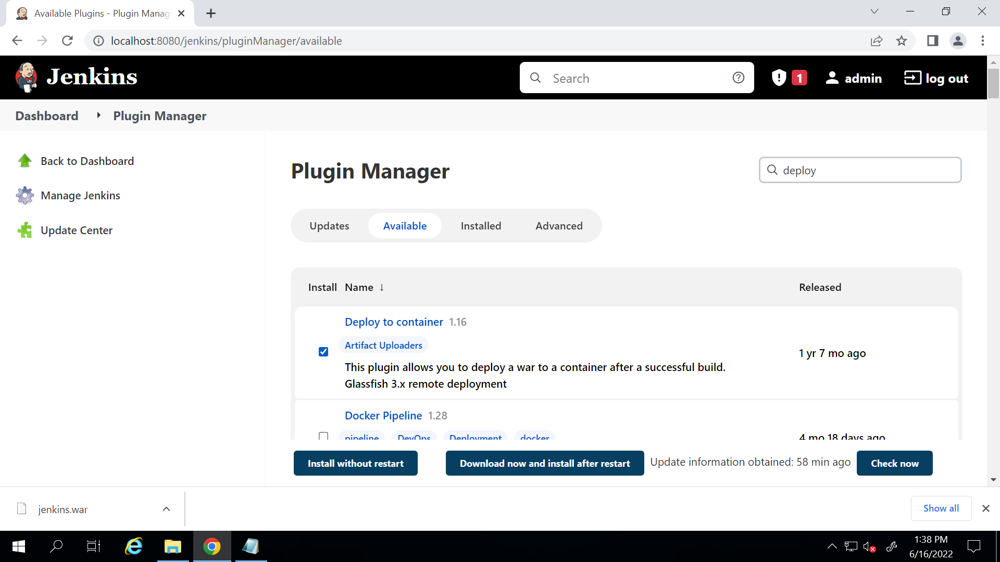 Available Plugins - Plugin Manag
localhost:8080/jenkins/pluginManager/available
Jenkins
Search
1
admin
log out
Dashboard
Plugin Manager
Back to Dashboard
Manage Jenkins
Update Center
Plugin Manager
deploy
Updates
Available
Installed
Advanced
Install Name ↓ Released
Deploy to container 1.16
Artifact Uploaders
This plugin allows you to deploy a war to a container after a successful build.
Glassfish 3.x remote deployment
1 yr 7 mo ago
Docker Pipeline 1.28
pipeline DevOps Deployment docker
4 mo 18 days ago
Install without restart
Download now and install after restart
Update information obtained: 58 min ago
Check now
jenkins.war
Show all
1:38 PM
6/16/2022